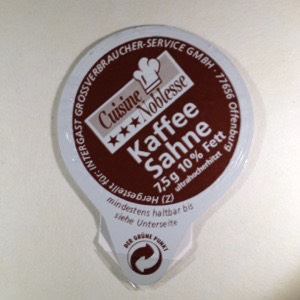 (Z) Hergestellt für: INTERGAST GROSSVERBRAUCHER-SERVICE GMBH · 77656 Offenburg
Cuisine
Noblesse
Kaffee
Sahne
7,5g 10% Fett
ultrahocherhitzt
mindestens haltbar bis
siehe Unterseite
DER GRÜNE PUNKT